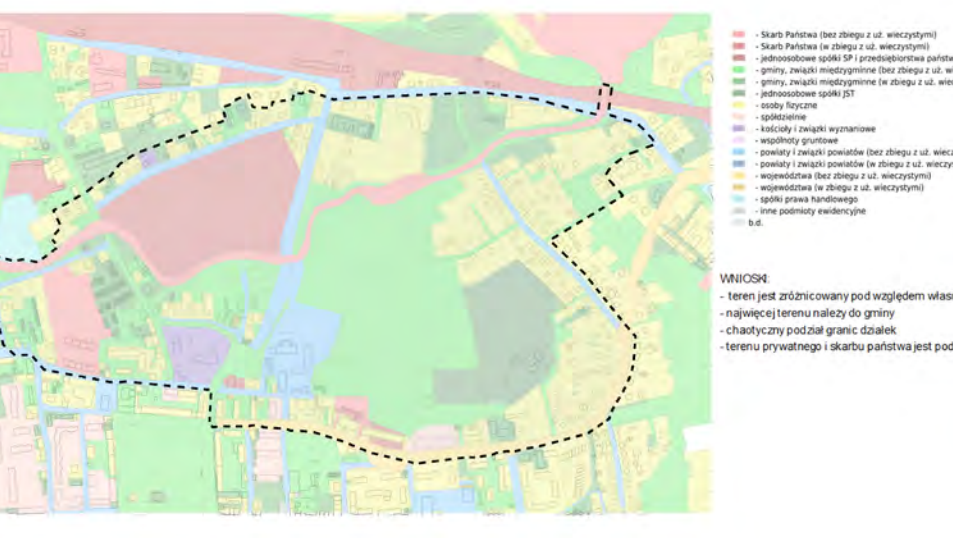 - Skarb Państwa (bez zbiegu z uż. wieczystymi)
- Skarb Państwa (w zbiegu z uż. wieczystymi)
- jednoosobowe spółki SP i przedsiębiorstwa państw
- gminy, związki międzygminne (bez zbiegu z uż. wi
- gminy, związki międzygminne (w zbiegu z uż. wie
- jednoosobowe spółki JST
- osoby fizyczne
- spółdzielnie
- kościoły i związki wyznaniowe
- wspólnoty gruntowe
- powiaty i związki powiatów (bez zbiegu z uż. wiecz
- powiaty i związki powiatów (w zbiegu z uż. wieczy
- województwa (bez zbiegu z uż. wieczystymi)
- województwa (w zbiegu z uż. wieczystymi)
- spółki prawa handlowego
- inne podmioty ewidencyjne
b.d.
WNIOSKI:
- teren jest zróżnicowany pod względem włas
- najwięcej terenu należy do gminy
- chaotyczny podział granic działek
- terenu prywatnego i skarbu państwa jest pod